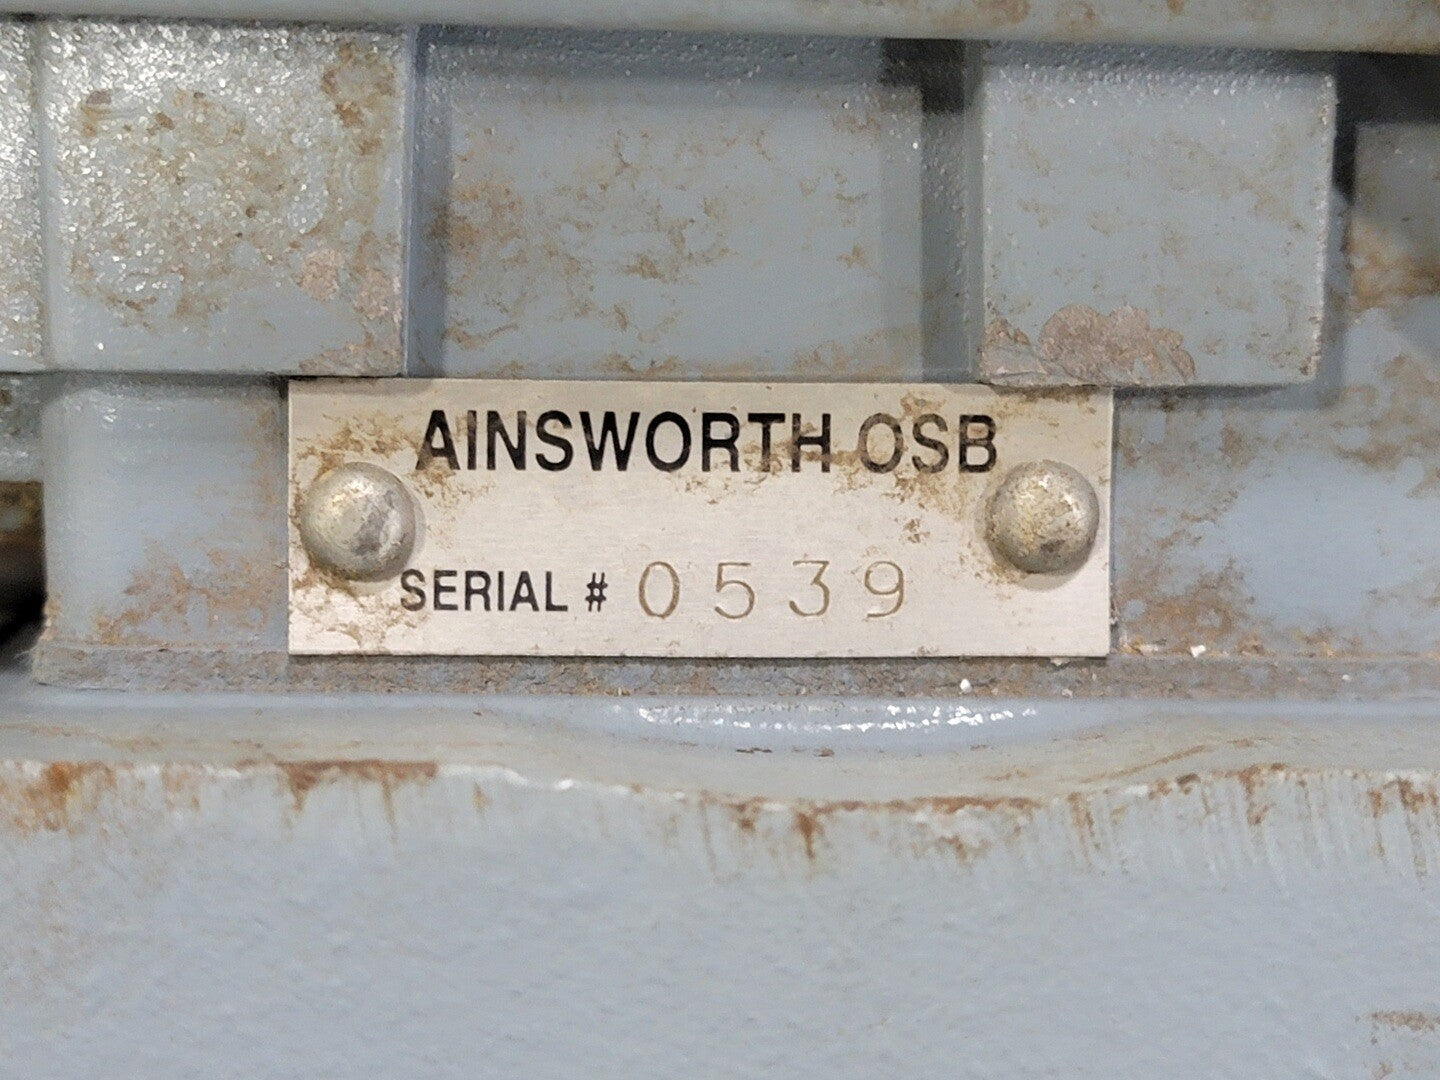 AINSWORTH OSB
SERIAL # 0539